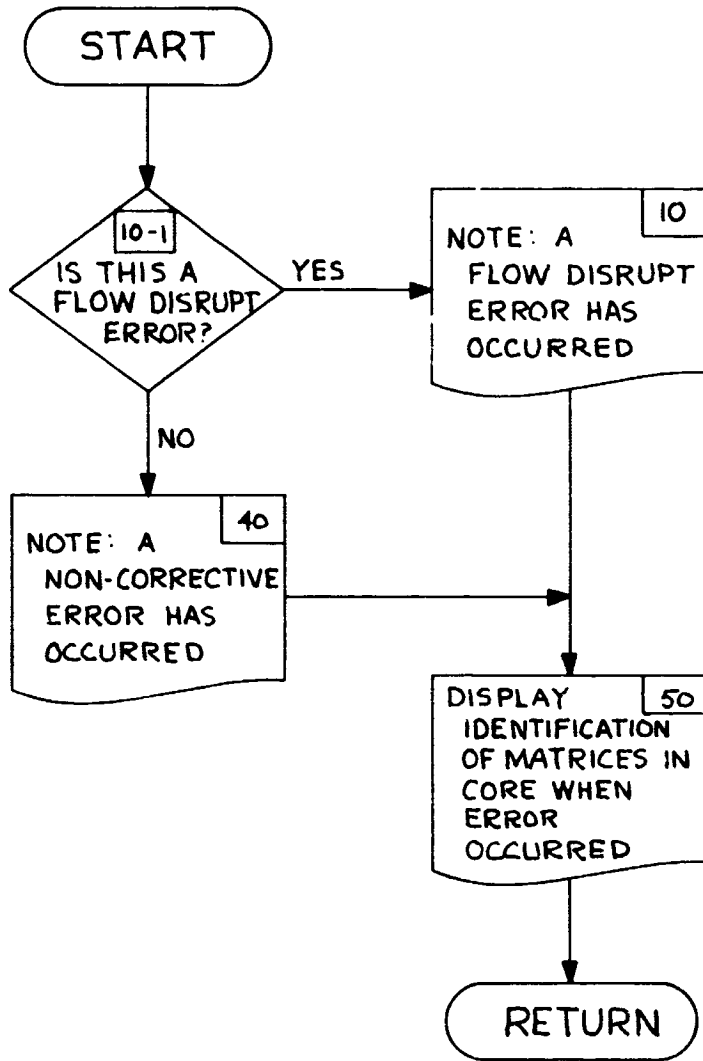 START
10-1
IS THIS A
FLOW DISRUPT
ERROR?
YES
10
NOTE: A
FLOW DISRUPT
ERROR HAS
OCCURRED
NO
40
NOTE: A
NON-CORRECTIVE
ERROR HAS
OCCURRED
50
DISPLAY
IDENTIFICATION
OF MATRICES IN
CORE WHEN
ERROR
OCCURRED
RETURN